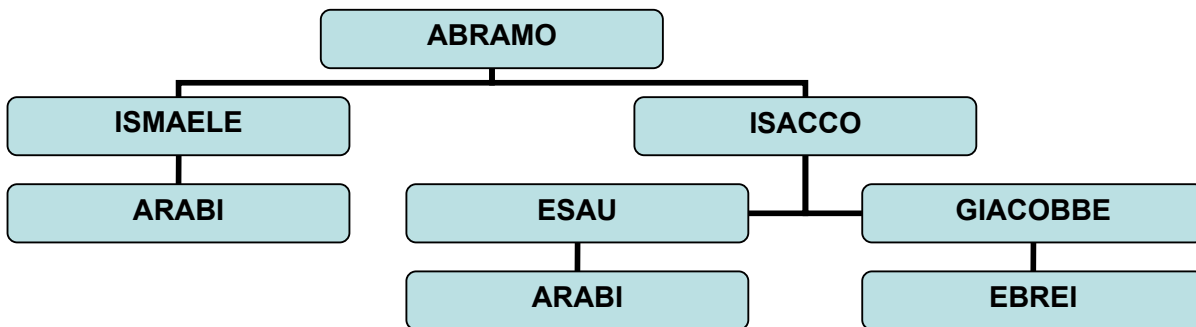 ABRAMO
ISMAELE
ISACCO
ARABI
ESAU
GIACOBBE
ARABI
EBREI